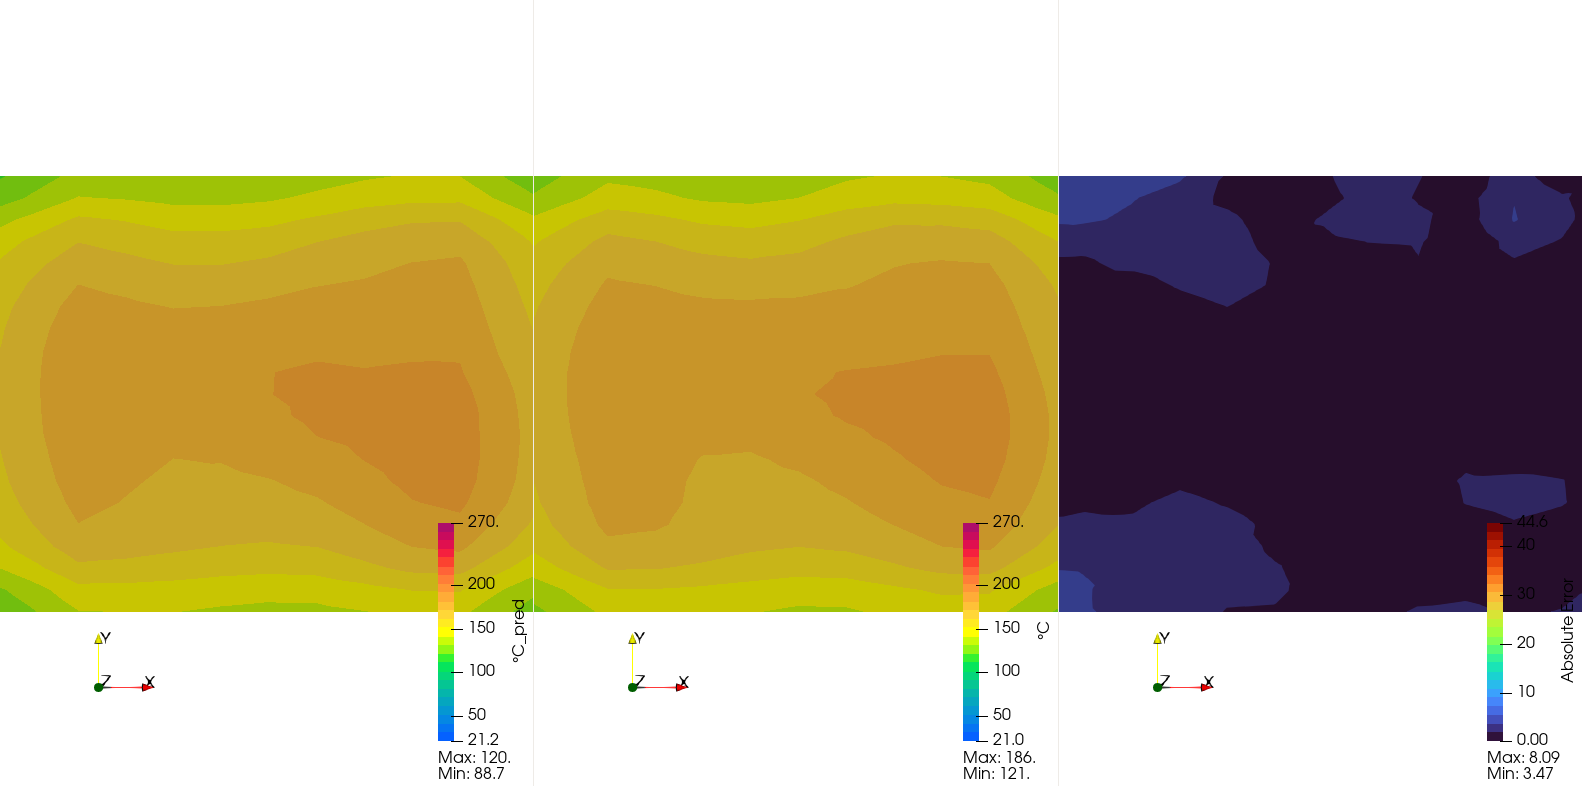 270.
200
150
100
50
21.2
°C_pred
Max: 120.
Min: 88.7
Y
Z
X
270.
200
150
100
50
21.0
°C
Max: 186.
Min: 121.
Y
Z
X
44.6
40
30
20
10
0.00
Absolute Error
Max: 8.09
Min: 3.47
Y
Z
X